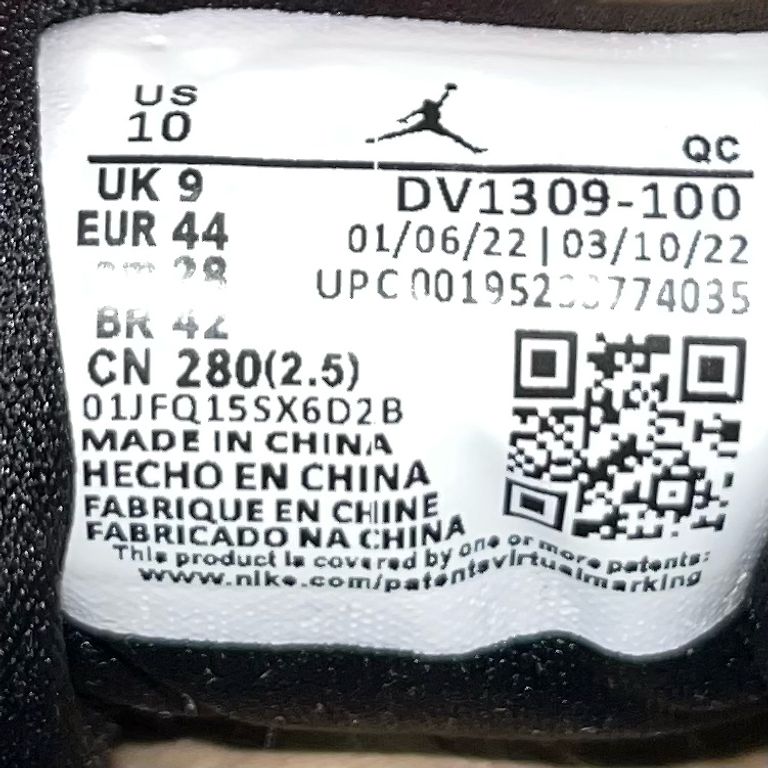 US
10
QC
UK 9
DV1309-100
EUR 44
01/06/22 | 03/10/22
28
UPC
BR 42
CN 280(2.5)
01JFQ15SX6D2B
MADE IN CHINA
HECHO EN CHINA
FABRIQUE EN CHINE
FABRICADO NA CHINA
This product is covered by one or more patents:
www.nike.com/patentsvirtualmarking